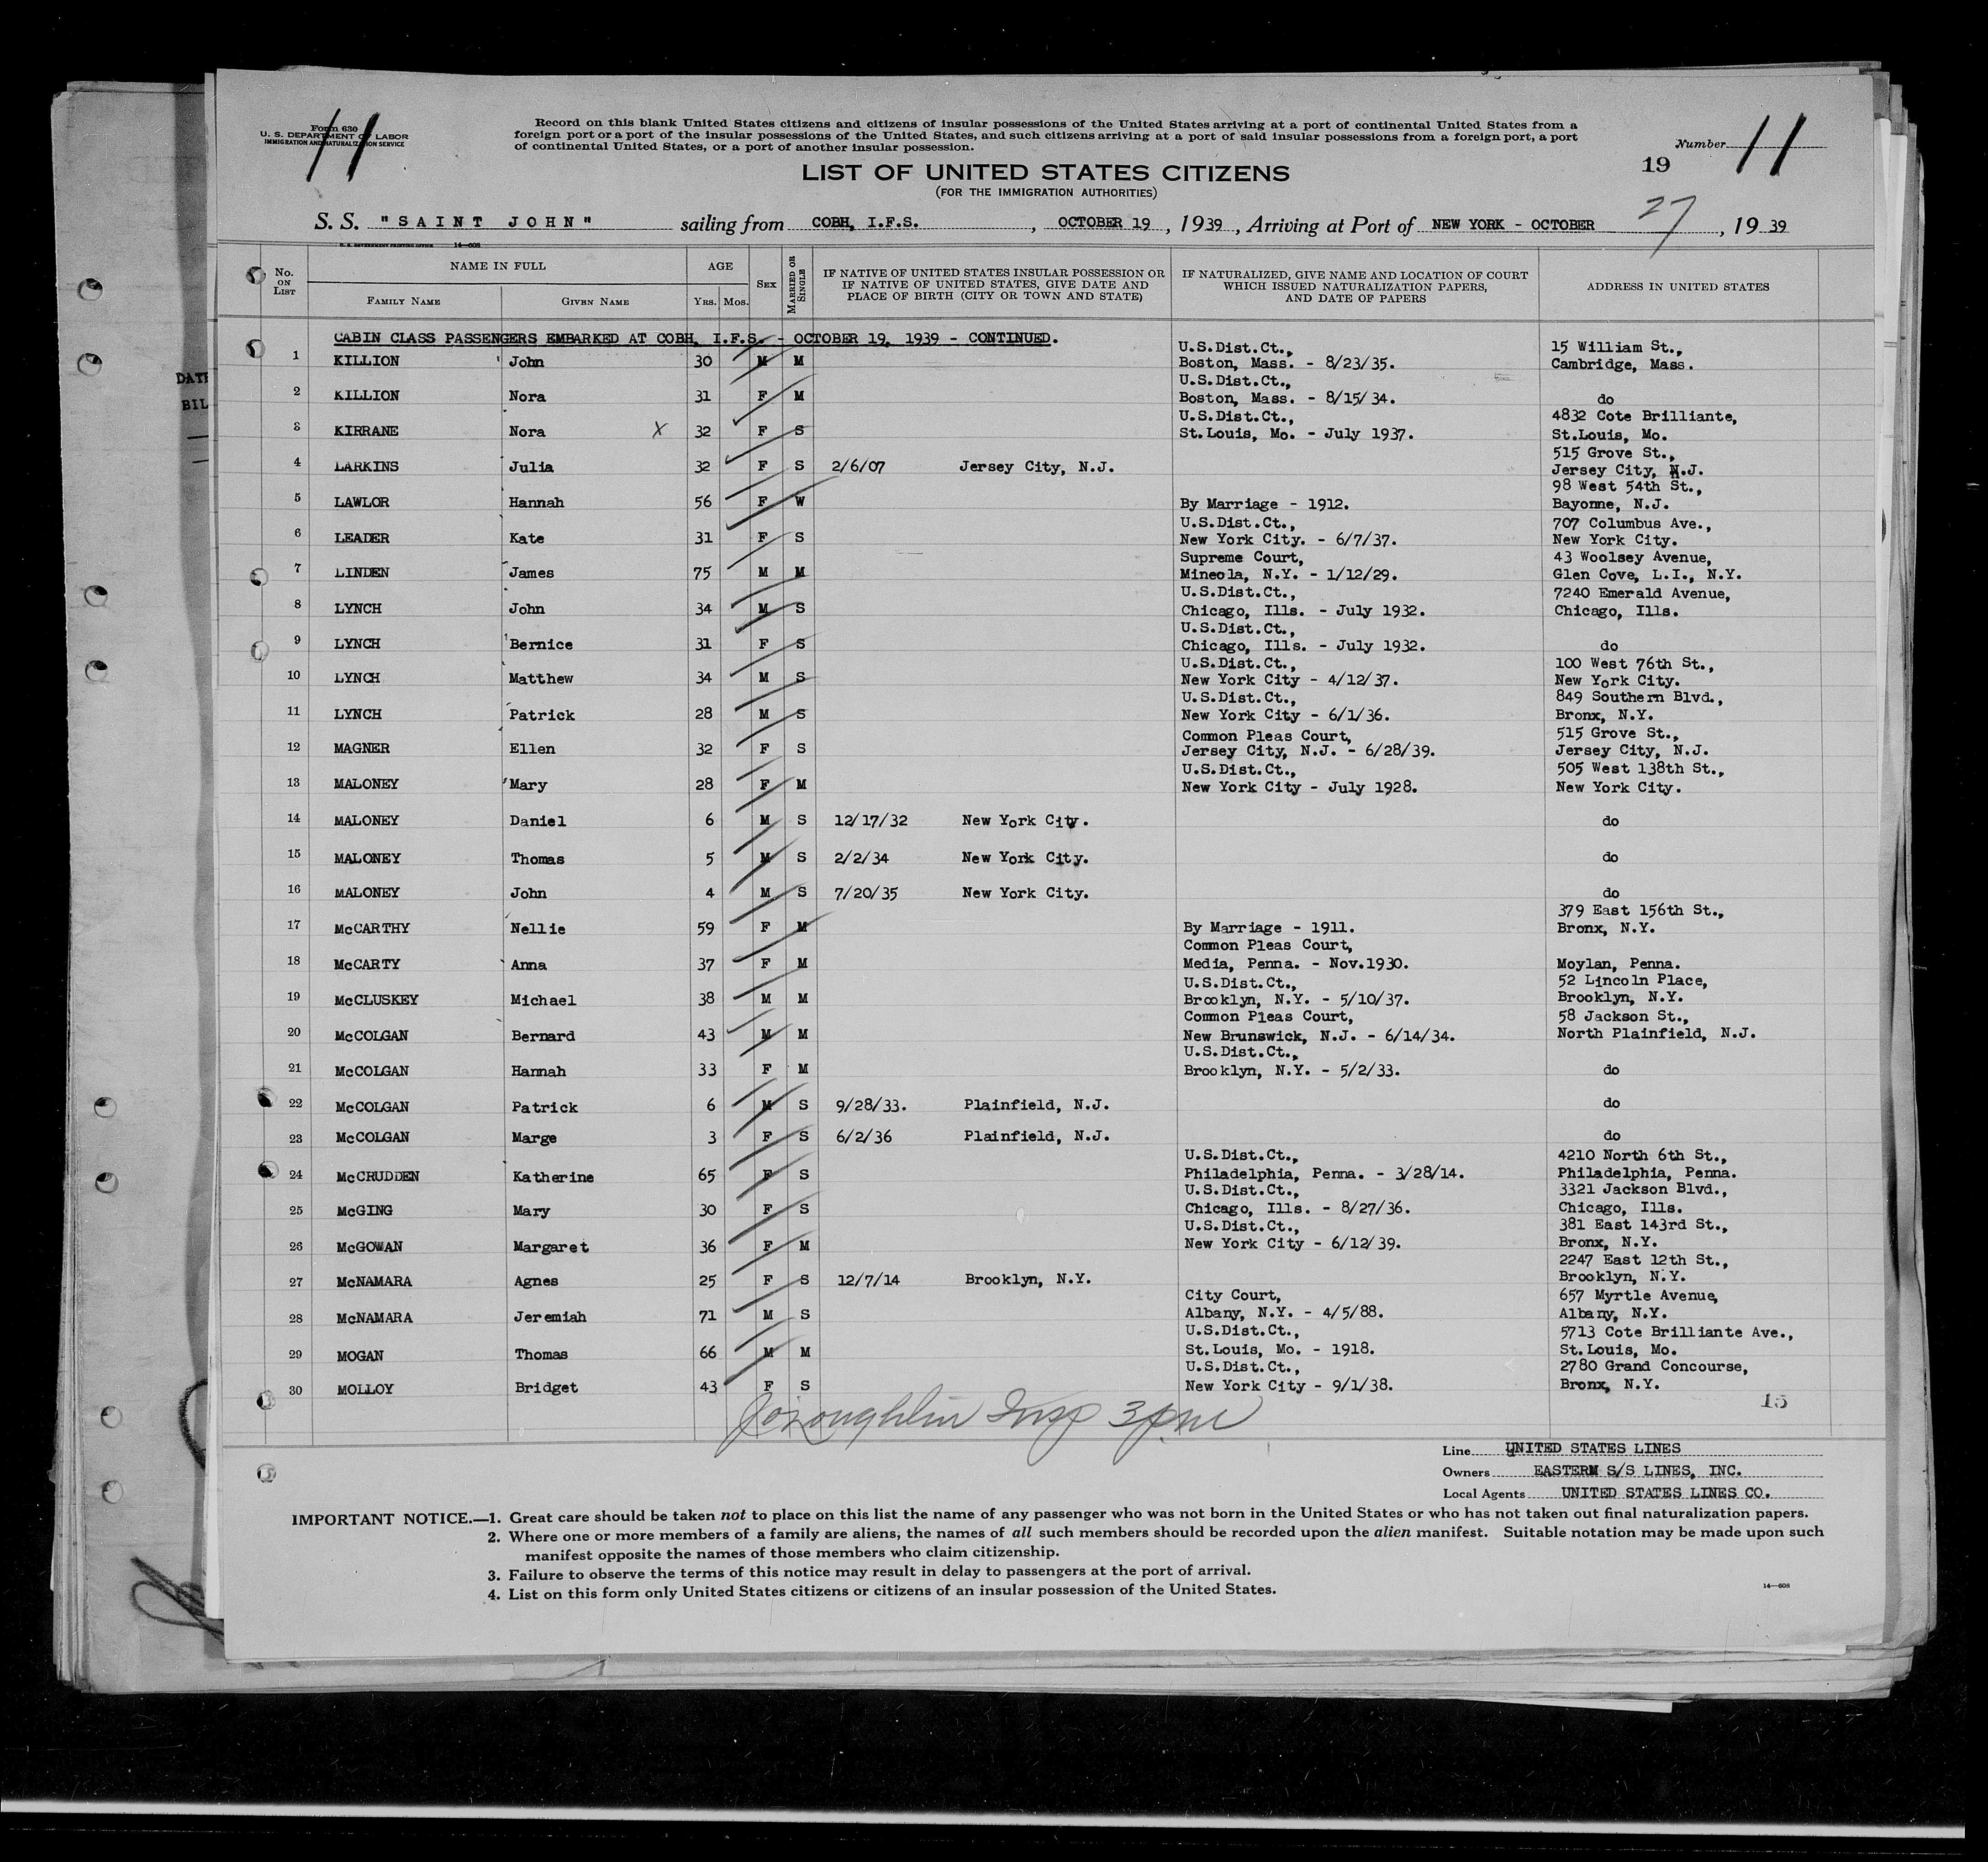 Form 630
U. S. DEPARTMENT OF LABOR
IMMIGRATION AND NATURALIZATION SERVICE
11
Record on this blank United States citizens and citizens of insular possessions of the United States arriving at a port of continental United States from a
foreign port or a port of the insular possessions of the United States, and such citizens arriving at a port of said insular possessions from a foreign port, a port
of continental United States, or a port of another insular possession.
Number 11
19
LIST OF UNITED STATES CITIZENS
(FOR THE IMMIGRATION AUTHORITIES)
S. S. "SAINT JOHN" sailing from COBH, I.F.S. , OCTOBER 19 , 1939 , Arriving at Port of NEW YORK - OCTOBER 27 , 19 39
U. S. GOVERNMENT PRINTING OFFICE 14—608
No. ON LIST NAME IN FULL AGE SEX MARRIED OR SINGLE IF NATIVE OF UNITED STATES INSULAR POSSESSION OR IF NATIVE OF UNITED STATES, GIVE DATE AND PLACE OF BIRTH (CITY OR TOWN AND STATE) IF NATURALIZED, GIVE NAME AND LOCATION OF COURT WHICH ISSUED NATURALIZATION PAPERS, AND DATE OF PAPERS ADDRESS IN UNITED STATES
FAMILY NAME GIVEN NAME Yrs. Mos.
CABIN CLASS PASSENGERS EMBARKED AT COBH, I.F.S. - OCTOBER 19, 1939 - CONTINUED.
U.S.Dist.Ct., 15 William St.,
1 KILLION John 30 M M Boston, Mass. - 8/23/35. Cambridge, Mass.
U.S.Dist.Ct.,
2 KILLION Nora 31 F M Boston, Mass. - 8/15/34. do
U.S.Dist.Ct., 4832 Cote Brilliante,
3 KIRRANE Nora X 32 F S St.Louis, Mo. - July 1937. St.Louis, Mo.
515 Grove St.,
4 LARKINS Julia 32 F S 2/6/07 Jersey City, N.J. Jersey City, N.J.
98 West 54th St.,
5 LAWLOR Hannah 56 F W By Marriage - 1912. Bayonne, N.J.
U.S.Dist.Ct., 707 Columbus Ave.,
6 LEADER Kate 31 F S New York City. - 6/7/37. New York City.
Supreme Court, 43 Woolsey Avenue,
7 LINDEN James 75 M M Mineola, N.Y. - 1/12/29. Glen Cove, L.I., N.Y.
U.S.Dist.Ct., 7240 Emerald Avenue,
8 LYNCH John 34 M S Chicago, Ills. - July 1932. Chicago, Ills.
U.S.Dist.Ct.,
9 LYNCH Bernice 31 F S Chicago, Ills. - July 1932. do
U.S.Dist.Ct., 100 West 76th St.,
10 LYNCH Matthew 34 M S New York City - 4/12/37. New York City.
U.S.Dist.Ct., 849 Southern Blvd.,
11 LYNCH Patrick 28 M S New York City - 6/1/36. Bronx, N.Y.
Common Pleas Court, 515 Grove St.,
12 MAGNER Ellen 32 F S Jersey City, N.J. - 6/28/39. Jersey City, N.J.
U.S.Dist.Ct., 505 West 138th St.,
13 MALONEY Mary 28 F M New York City - July 1928. New York City.
14 MALONEY Daniel 6 M S 12/17/32 New York City. do
15 MALONEY Thomas 5 M S 2/2/34 New York City. do
16 MALONEY John 4 M S 7/20/35 New York City. do
379 East 156th St.,
17 McCARTHY Nellie 59 F M By Marriage - 1911. Bronx, N.Y.
Common Pleas Court,
18 McCARTY Anna 37 F M Media, Penna. - Nov.1930. Moylan, Penna.
U.S.Dist.Ct., 52 Lincoln Place,
19 McCLUSKEY Michael 38 M M Brooklyn, N.Y. - 5/10/37. Brooklyn, N.Y.
Common Pleas Court, 58 Jackson St.,
20 McCOLGAN Bernard 43 M M New Brunswick, N.J. - 6/14/34. North Plainfield, N.J.
U.S.Dist.Ct.,
21 McCOLGAN Hannah 33 F M Brooklyn, N.Y. - 5/2/33. do
22 McCOLGAN Patrick 6 M S 9/28/33. Plainfield, N.J. do
23 McCOLGAN Marge 3 F S 6/2/36 Plainfield, N.J. do
U.S.Dist.Ct., 4210 North 6th St.,
24 McCRUDDEN Katherine 65 F S Philadelphia, Penna. - 3/28/14. Philadelphia, Penna.
U.S.Dist.Ct., 3321 Jackson Blvd.,
25 McGING Mary 30 F S Chicago, Ills. - 8/27/36. Chicago, Ills.
U.S.Dist.Ct., 381 East 143rd St.,
26 McGOWAN Margaret 36 F M New York City - 6/12/39. Bronx, N.Y.
2247 East 12th St.,
27 McNAMARA Agnes 25 F S 12/7/14 Brooklyn, N.Y. Brooklyn, N.Y.
City Court, 657 Myrtle Avenue,
28 McNAMARA Jeremiah 71 M S Albany, N.Y. - 4/5/88. Albany, N.Y.
U.S.Dist.Ct., 5713 Cote Brilliante Ave.,
29 MOGAN Thomas 66 M M St.Louis, Mo. - 1918. St.Louis, Mo.
U.S.Dist.Ct., 2780 Grand Concourse,
30 MOLLOY Bridget 43 F S New York City - 9/1/38. Bronx, N.Y.
Insp 3pm
15
Line UNITED STATES LINES
Owners EASTERN S/S LINES, INC.
Local Agents UNITED STATES LINES CO.
IMPORTANT NOTICE.—1. Great care should be taken not to place on this list the name of any passenger who was not born in the United States or who has not taken out final naturalization papers.
2. Where one or more members of a family are aliens, the names of all such members should be recorded upon the alien manifest. Suitable notation may be made upon such
manifest opposite the names of those members who claim citizenship.
3. Failure to observe the terms of this notice may result in delay to passengers at the port of arrival.
4. List on this form only United States citizens or citizens of an insular possession of the United States.
14—608